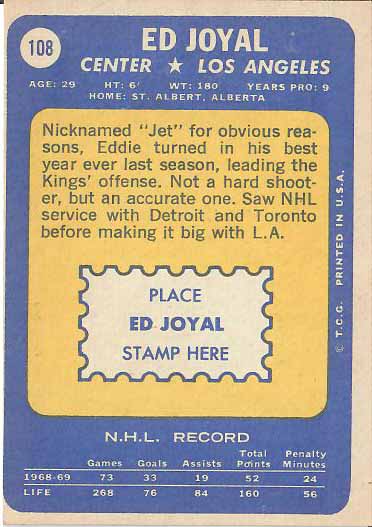 108
ED JOYAL
CENTER ★ LOS ANGELES
AGE: 29 HT: 6' WT: 180 YEARS PRO: 9
HOME: ST. ALBERT, ALBERTA
Nicknamed "Jet" for obvious rea-
sons, Eddie turned in his best
year ever last season, leading the
Kings' offense. Not a hard shoot-
er, but an accurate one. Saw NHL
service with Detroit and Toronto
before making it big with L.A.
PLACE
ED JOYAL
STAMP HERE
© T.C.G. PRINTED IN U.S.A.
N.H.L. RECORD
Games Goals Assists Total Points Penalty Minutes
1968-69 73 33 19 52 24
LIFE 268 76 84 160 56